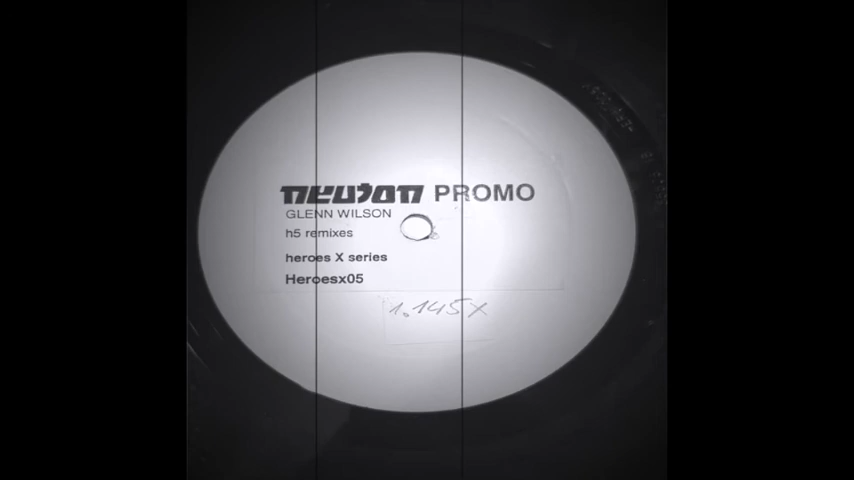 neuton PROMO
GLENN WILSON
h5 remixes
heroes X series
Heroesx05
1.145X